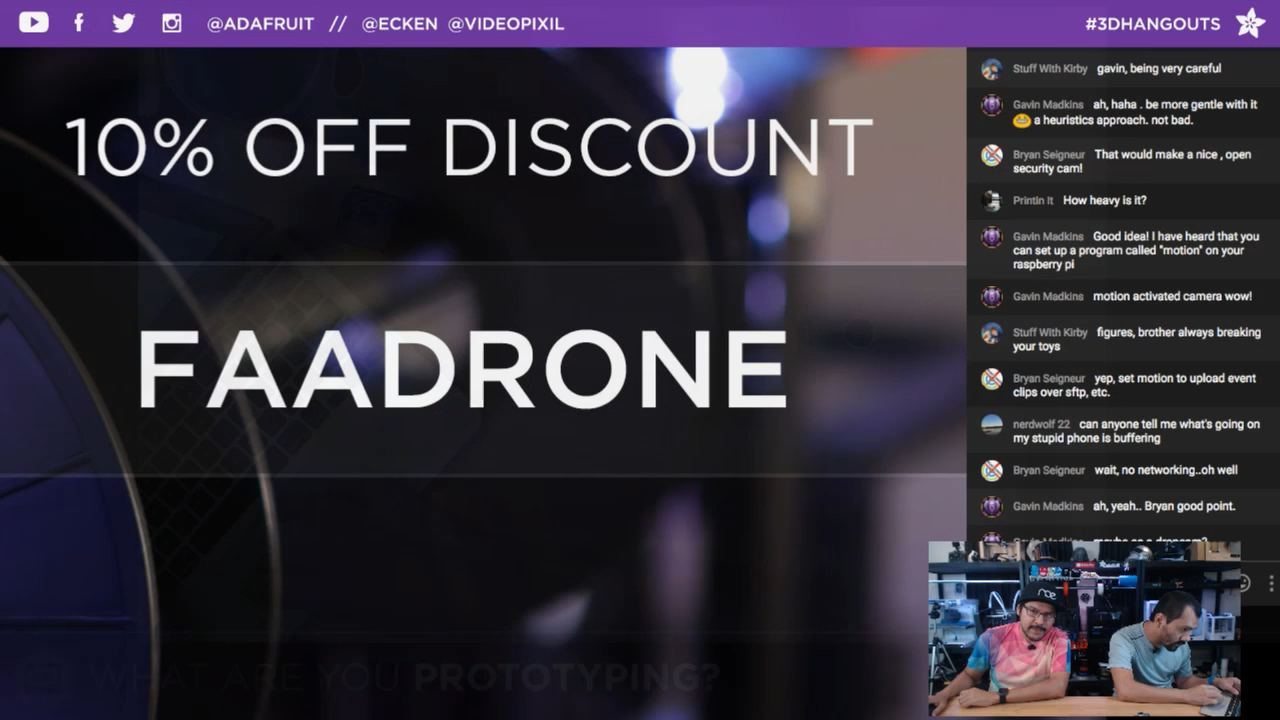 @ADAFRUIT // @ECKEN @VIDEOPIXIL
#3DHANGOUTS
10% OFF DISCOUNT
FAADRONE
WHAT ARE YOU PROTOTYPING?
Stuff With Kirby gavin, being very careful
Gavin Madkins ah, haha . be more gentle with it
a heuristics approach. not bad.
Bryan Seigneur That would make a nice , open
security cam!
Printin It How heavy is it?
Gavin Madkins Good idea! I have heard that you
can set up a program called "motion" on your
raspberry pi
Gavin Madkins motion activated camera wow!
Stuff With Kirby figures, brother always breaking
your toys
Bryan Seigneur yep, set motion to upload event
clips over sftp, etc.
nerdwolf 22 can anyone tell me what's going on
my stupid phone is buffering
Bryan Seigneur wait, no networking..oh well
Gavin Madkins ah, yeah.. Bryan good point.